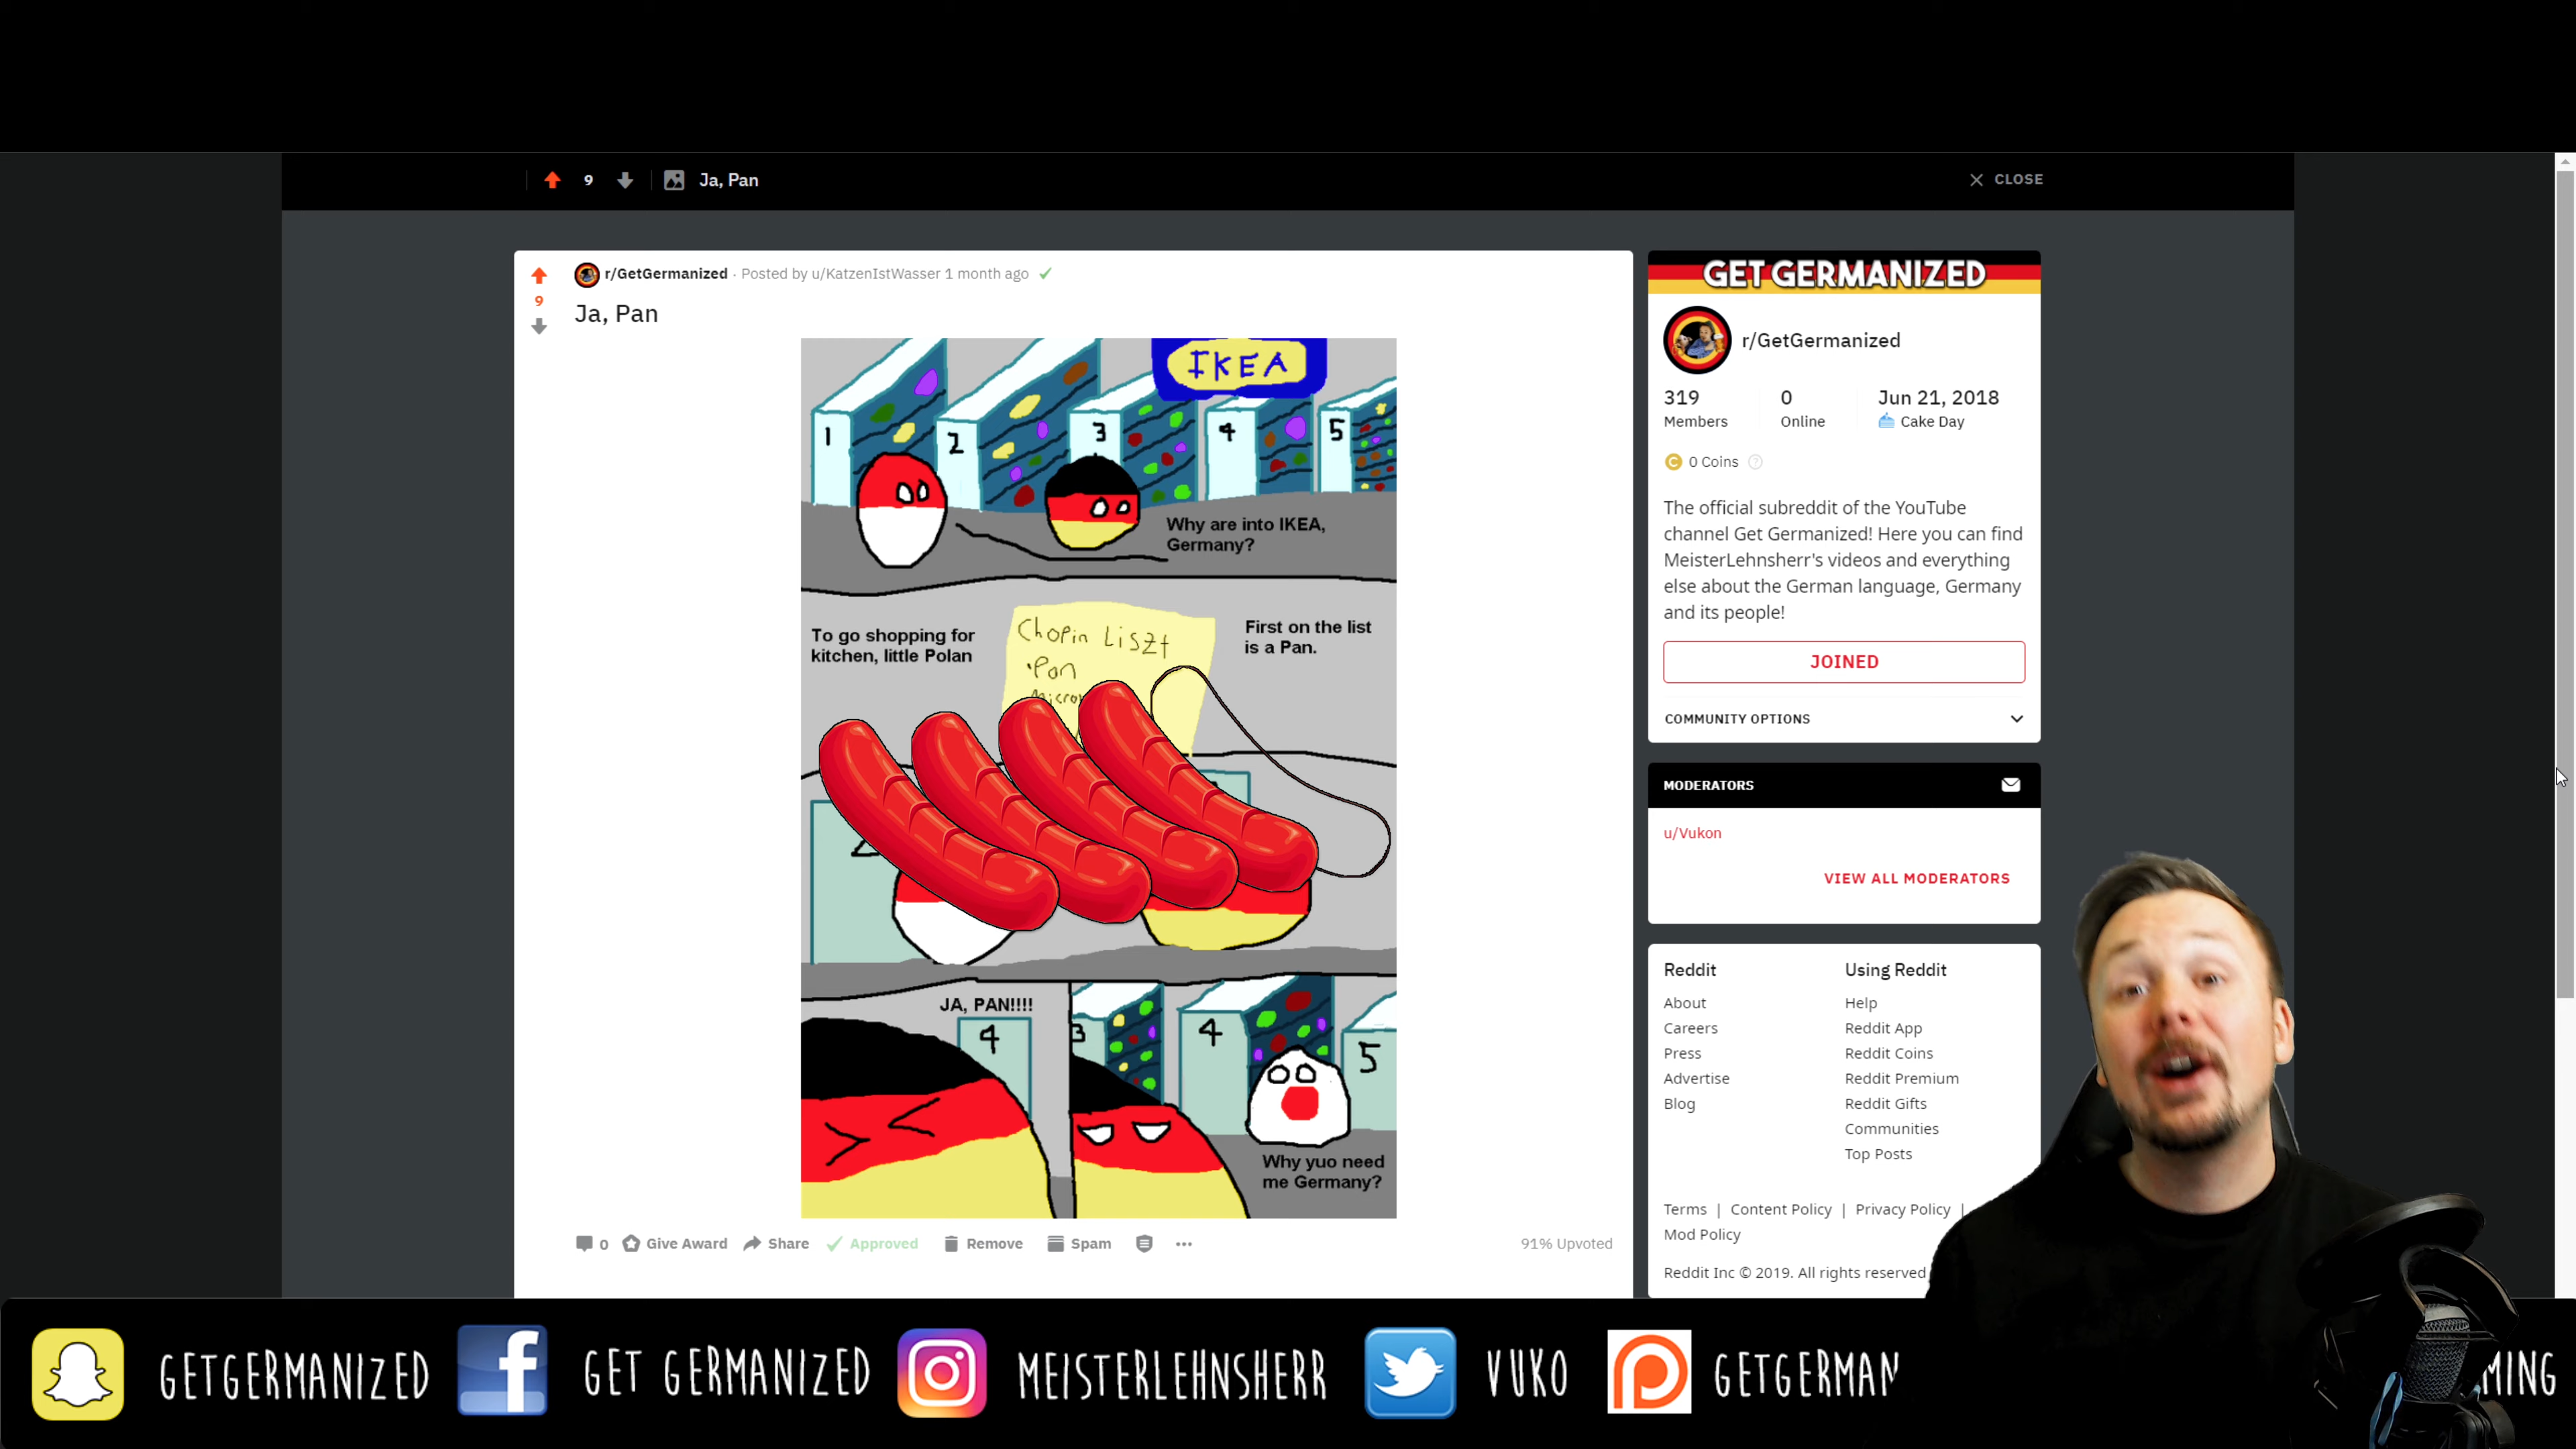 9 Ja, Pan
CLOSE
r/GetGermanized · Posted by u/KatzenIstWasser 1 month ago
9
Ja, Pan
IKEA
1 2 3 4 5
Why are into IKEA,
Germany?
To go shopping for
kitchen, little Polan
Chopin Liszt
·Pan
First on the list
is a Pan.
JA, PAN!!!!
4
3 4 5
Why yuo need
me Germany?
0 Give Award Share Approved Remove Spam
91% Upvoted
GET GERMANIZED
r/GetGermanized
319 0 Jun 21, 2018
Members Online Cake Day
0 Coins
The official subreddit of the YouTube
channel Get Germanized! Here you can find
MeisterLehnsherr's videos and everything
else about the German language, Germany
and its people!
JOINED
COMMUNITY OPTIONS
MODERATORS
u/Vukon
VIEW ALL MODERATORS
Reddit Using Reddit
About Help
Careers Reddit App
Press Reddit Coins
Advertise Reddit Premium
Blog Reddit Gifts
Communities
Top Posts
Terms | Content Policy | Privacy Policy |
Mod Policy
Reddit Inc © 2019. All rights reserved
GETGERMANIZED GET GERMANIZED MEISTERLEHNSHERR VUKO GETGERMAN MING